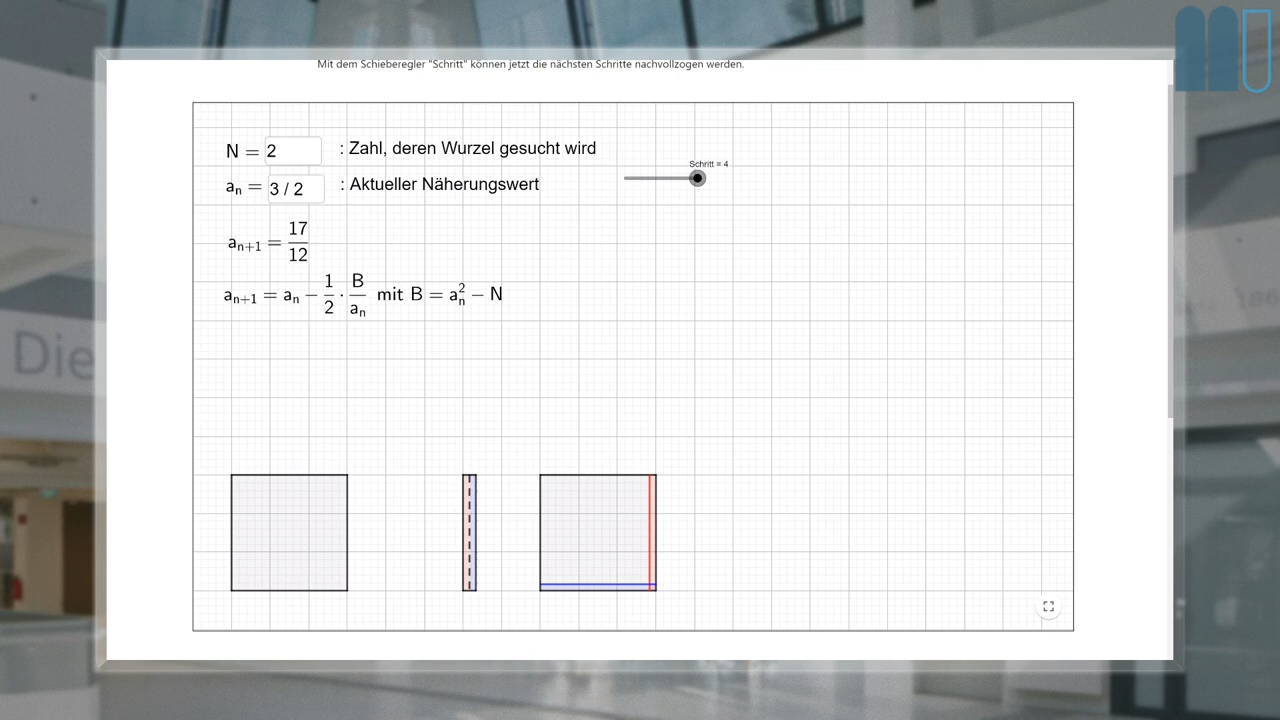 Mit dem Schieberegler "Schritt" können jetzt die nächsten Schritte nachvollzogen werden.
N = 2 : Zahl, deren Wurzel gesucht wird
Schritt = 4
aₙ = 3 / 2 : Aktueller Näherungswert
aₙ₊₁ = 17/12
aₙ₊₁ = aₙ − 1/2 · B/aₙ mit B = aₙ² − N
Die